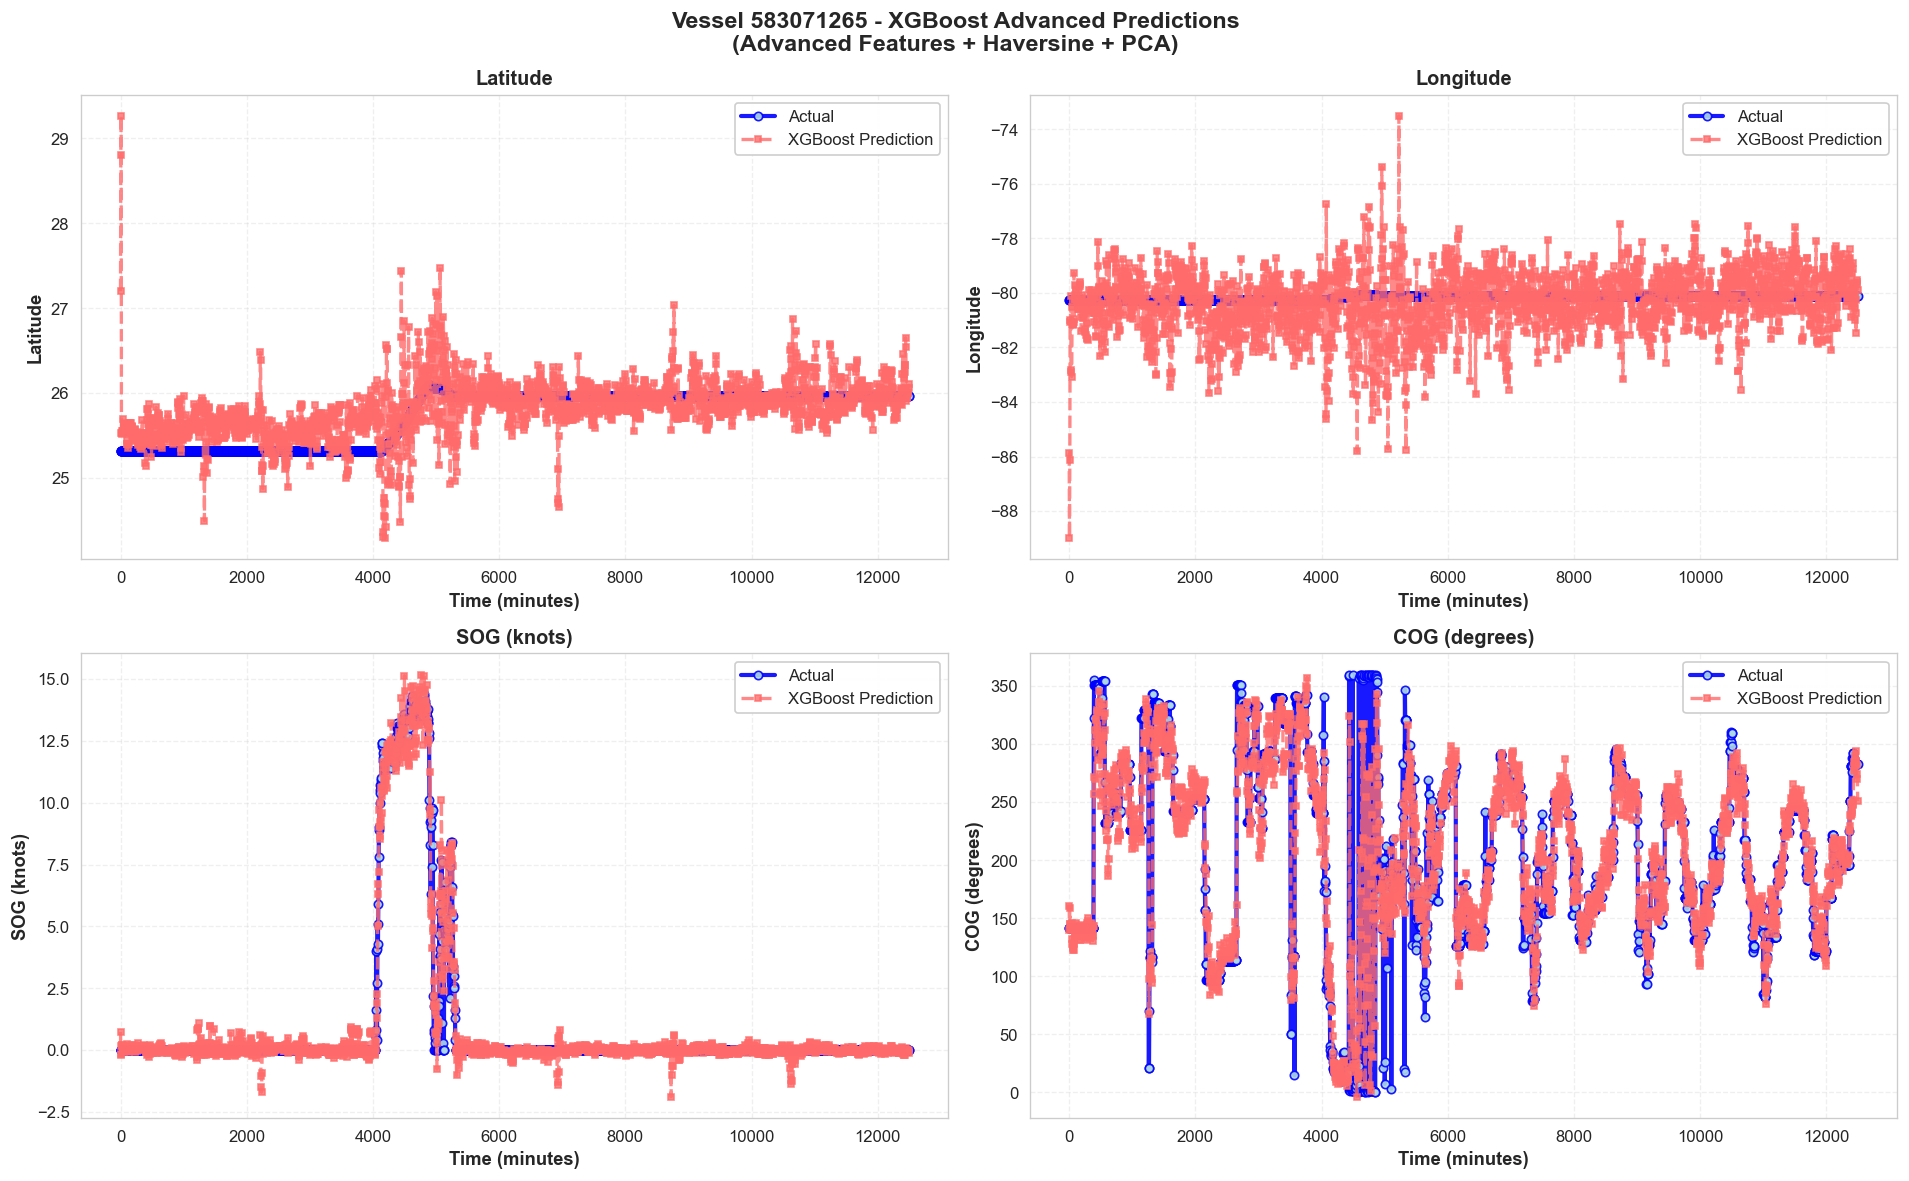 Vessel 583071265 - XGBoost Advanced Predictions
(Advanced Features + Haversine + PCA)
Latitude
Actual
XGBoost Prediction
29
28
27
26
25
Latitude
0 2000 4000 6000 8000 10000 12000
Time (minutes)
Longitude
Actual
XGBoost Prediction
−74
−76
−78
−80
−82
−84
−86
−88
Longitude
0 2000 4000 6000 8000 10000 12000
Time (minutes)
SOG (knots)
Actual
XGBoost Prediction
15.0
12.5
10.0
7.5
5.0
2.5
0.0
−2.5
SOG (knots)
0 2000 4000 6000 8000 10000 12000
Time (minutes)
COG (degrees)
Actual
XGBoost Prediction
350
300
250
200
150
100
50
0
COG (degrees)
0 2000 4000 6000 8000 10000 12000
Time (minutes)